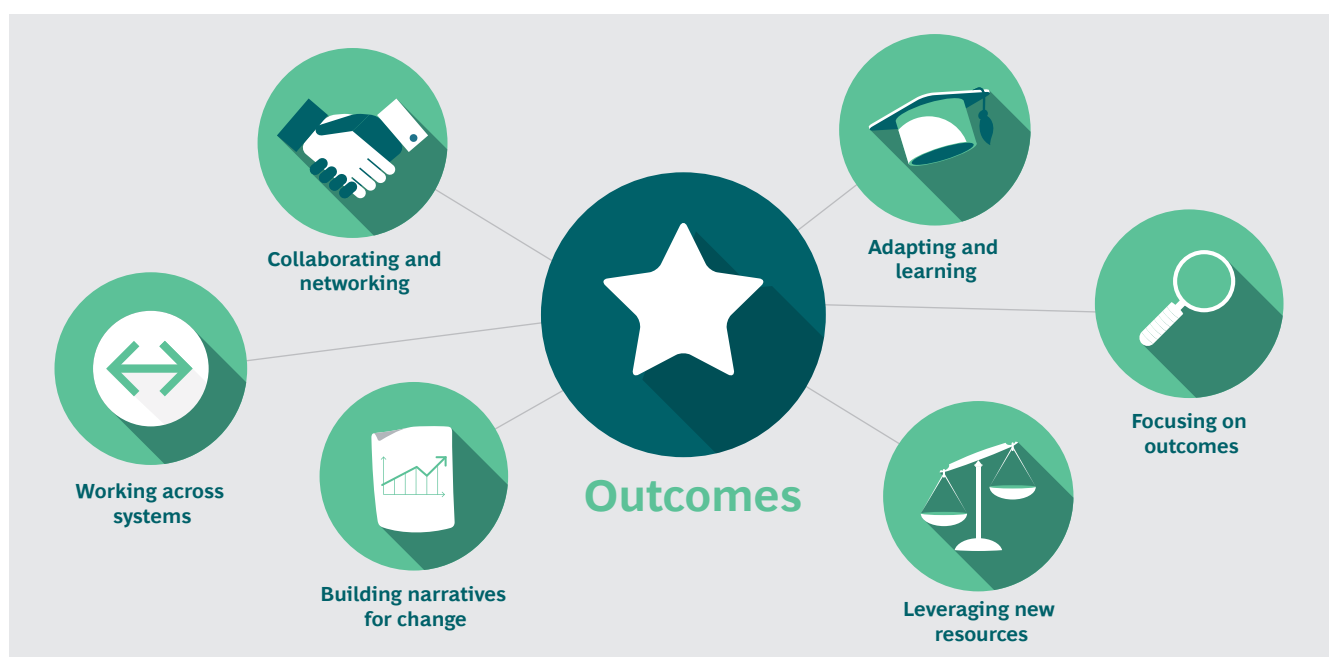 Collaborating and
networking
Adapting and
learning
Working across
systems
Outcomes
Focusing on
outcomes
Building narratives
for change
Leveraging new
resources